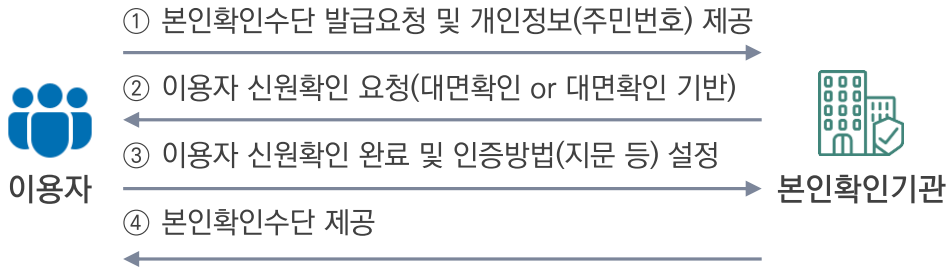 ① 본인확인수단 발급요청 및 개인정보(주민번호) 제공
② 이용자 신원확인 요청(대면확인 or 대면확인 기반)
③ 이용자 신원확인 완료 및 인증방법(지문 등) 설정
이용자
본인확인기관
④ 본인확인수단 제공